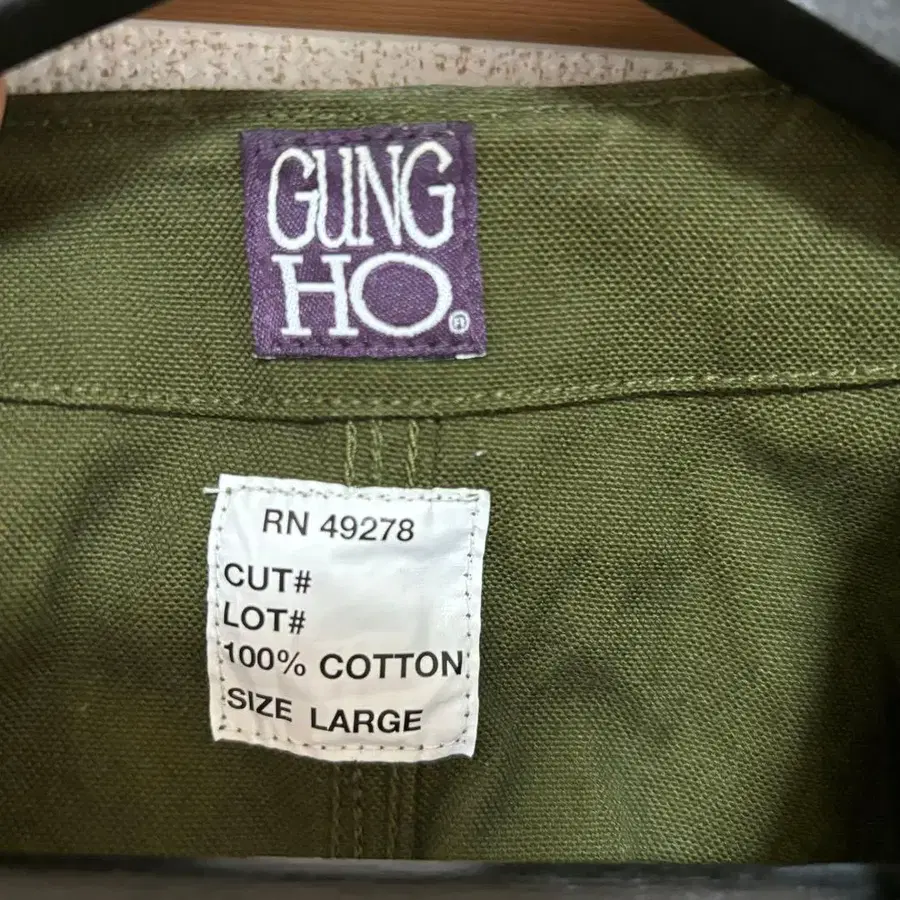 GUNG
HO®
RN 49278
CUT#
LOT#
100% COTTON
SIZE LARGE